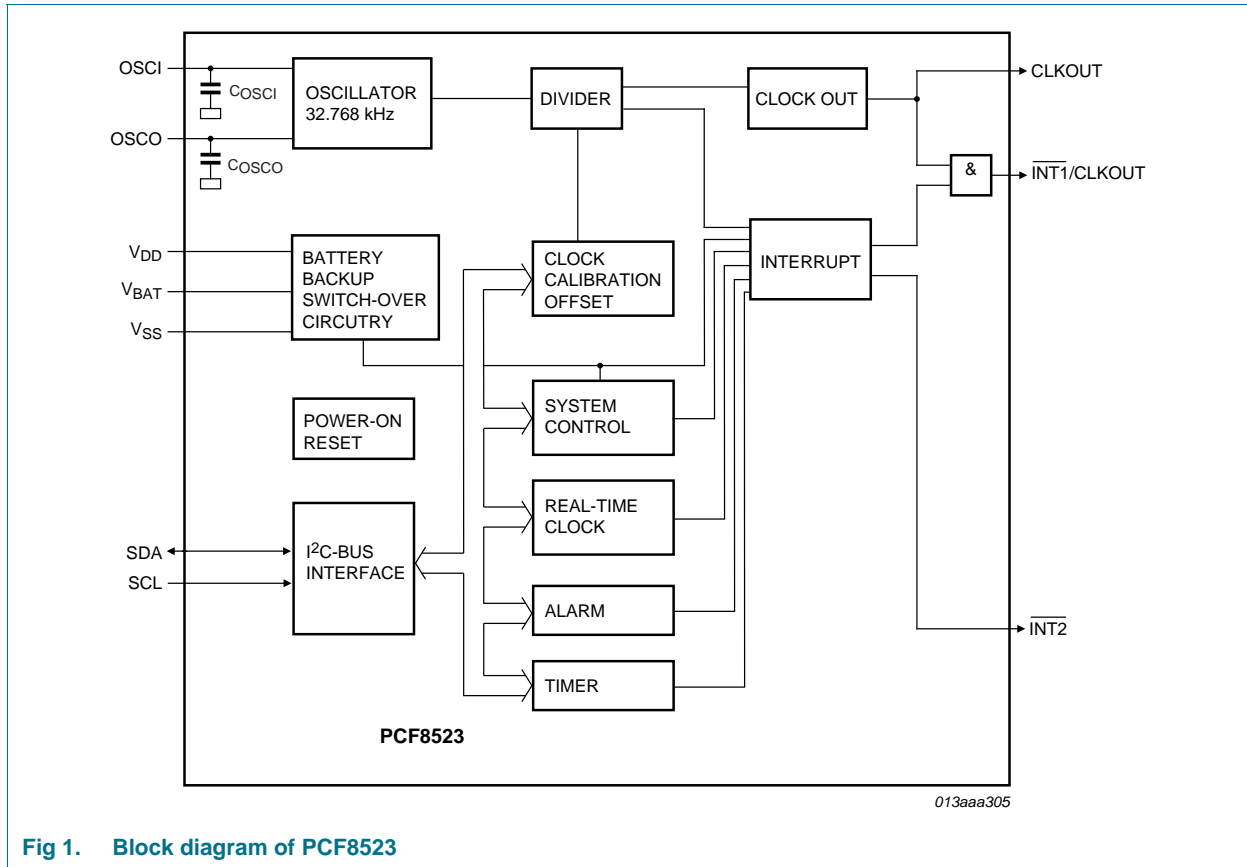 OSCI
OSCO
COSCI
COSCO
OSCILLATOR
32.768 kHz
DIVIDER
CLOCK OUT
CLKOUT
&
INT1/CLKOUT
VDD
VBAT
VSS
BATTERY
BACKUP
SWITCH-OVER
CIRCUTRY
CLOCK
CALIBRATION
OFFSET
INTERRUPT
POWER-ON
RESET
SYSTEM
CONTROL
REAL-TIME
CLOCK
SDA
SCL
I²C-BUS
INTERFACE
ALARM
INT2
TIMER
PCF8523
013aaa305
Fig 1. Block diagram of PCF8523